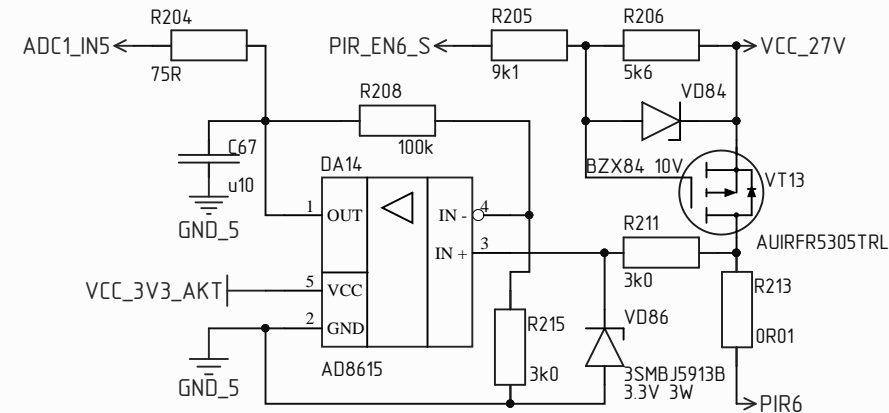 R204
R205
R206
ADC1_IN5
PIR_EN6_S
VCC_27V
75R
9k1
5k6
R208
VD84
100k
C67
u10
GND_5
DA14
BZX84 10V
VT13
1
OUT
IN -
4
IN +
3
R211
3k0
AUIRFR5305TRL
VCC_3V3_AKT
5
VCC
2
GND
R213
0R01
R215
3k0
VD86
GND_5
AD8615
3SMBJ5913B
3.3V 3W
PIR6